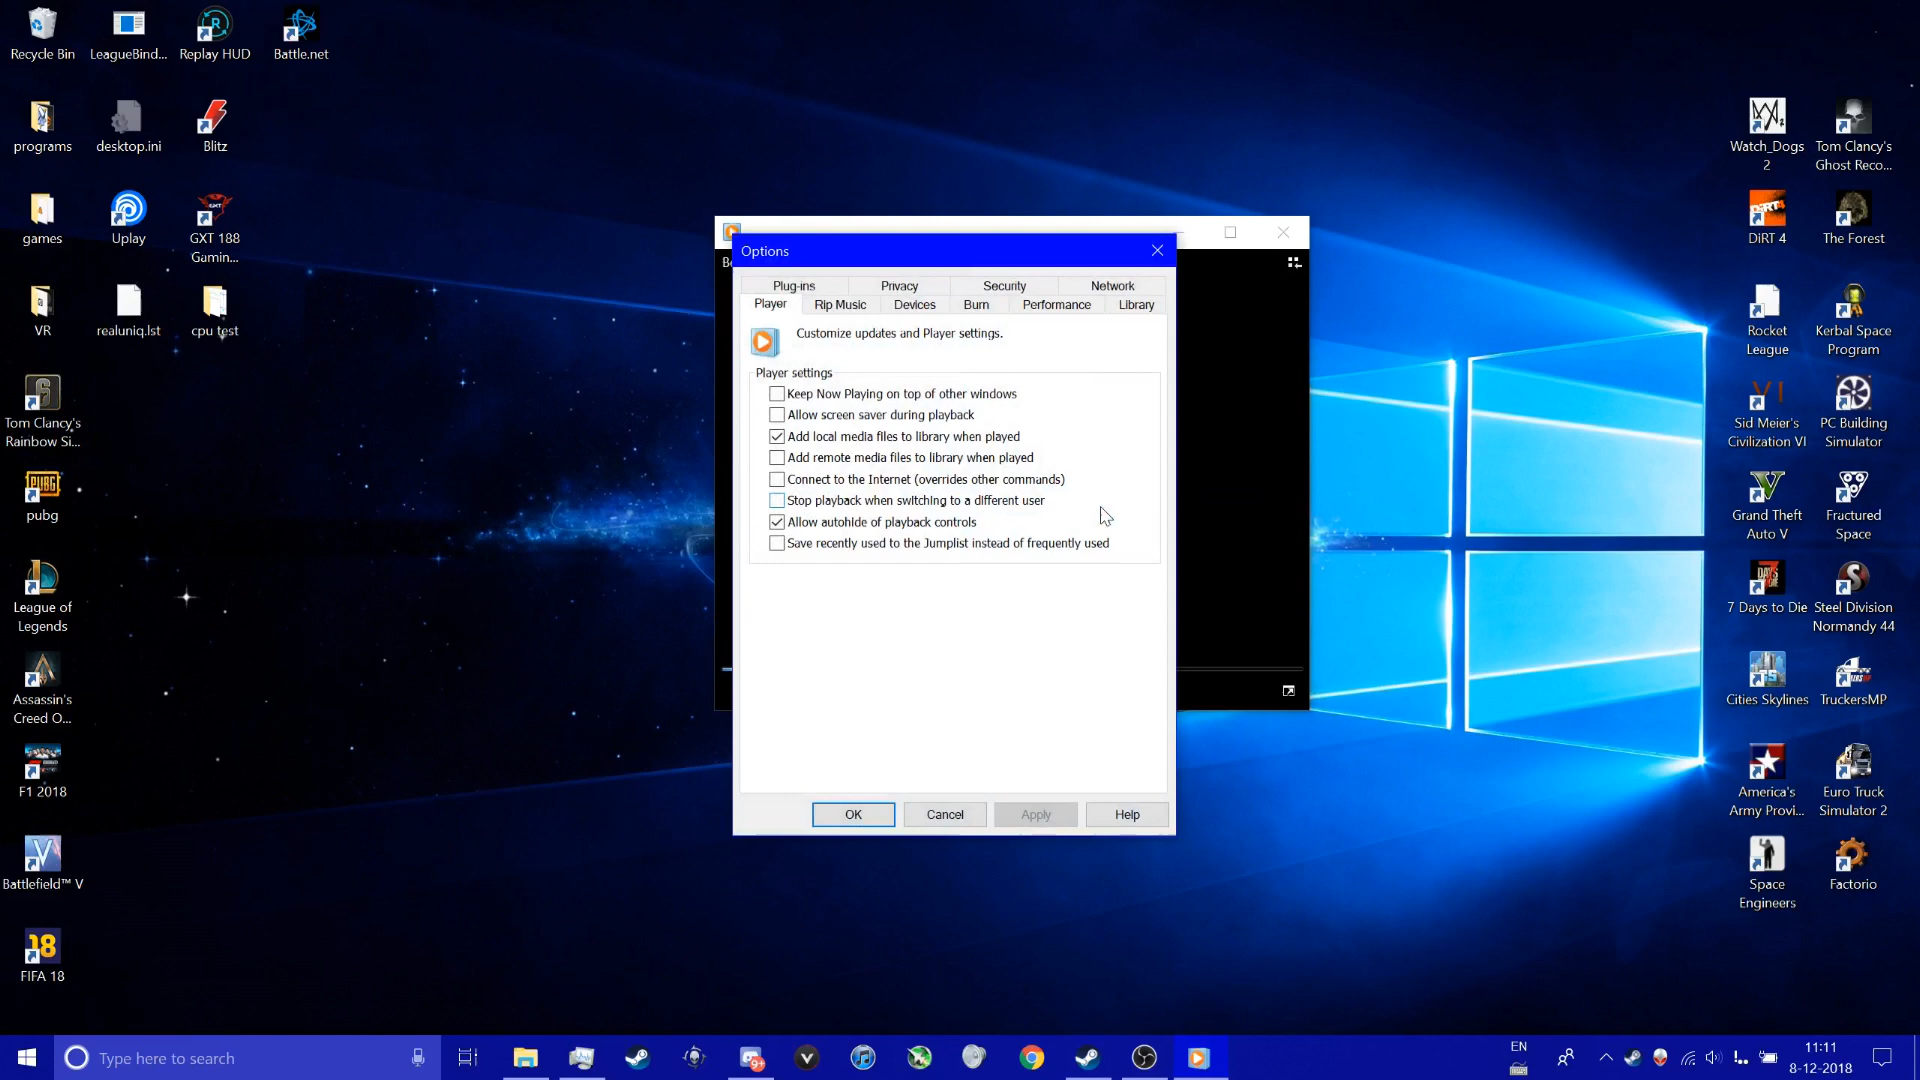 Recycle Bin
LeagueBind...
Replay HUD
Battle.net
programs
desktop.ini
Blitz
games
Uplay
GXT 188
Gamin...
VR
realuniq.lst
cpu test
Tom Clancy's
Rainbow Si...
PUBG
pubg
League of
Legends
Assassin's
Creed O...
F1 2018
Battlefield™ V
18
FIFA 18
Options
Plug-ins
Privacy
Security
Network
Player
Rip Music
Devices
Burn
Performance
Library
Customize updates and Player settings.
Player settings
Keep Now Playing on top of other windows
Allow screen saver during playback
Add local media files to library when played
Add remote media files to library when played
Connect to the Internet (overrides other commands)
Stop playback when switching to a different user
Allow autohide of playback controls
Save recently used to the Jumplist instead of frequently used
OK
Cancel
Apply
Help
Watch_Dogs
2
Tom Clancy's
Ghost Reco...
DiRT 4
The Forest
Rocket
League
Kerbal Space
Program
VI
Sid Meier's
Civilization VI
PC Building
Simulator
Grand Theft
Auto V
Fractured
Space
7 Days to Die
Steel Division
Normandy 44
Cities Skylines
TruckersMP
America's
Army Provi...
Euro Truck
Simulator 2
Space
Engineers
Factorio
Type here to search
9+
EN
11:11
8-12-2018